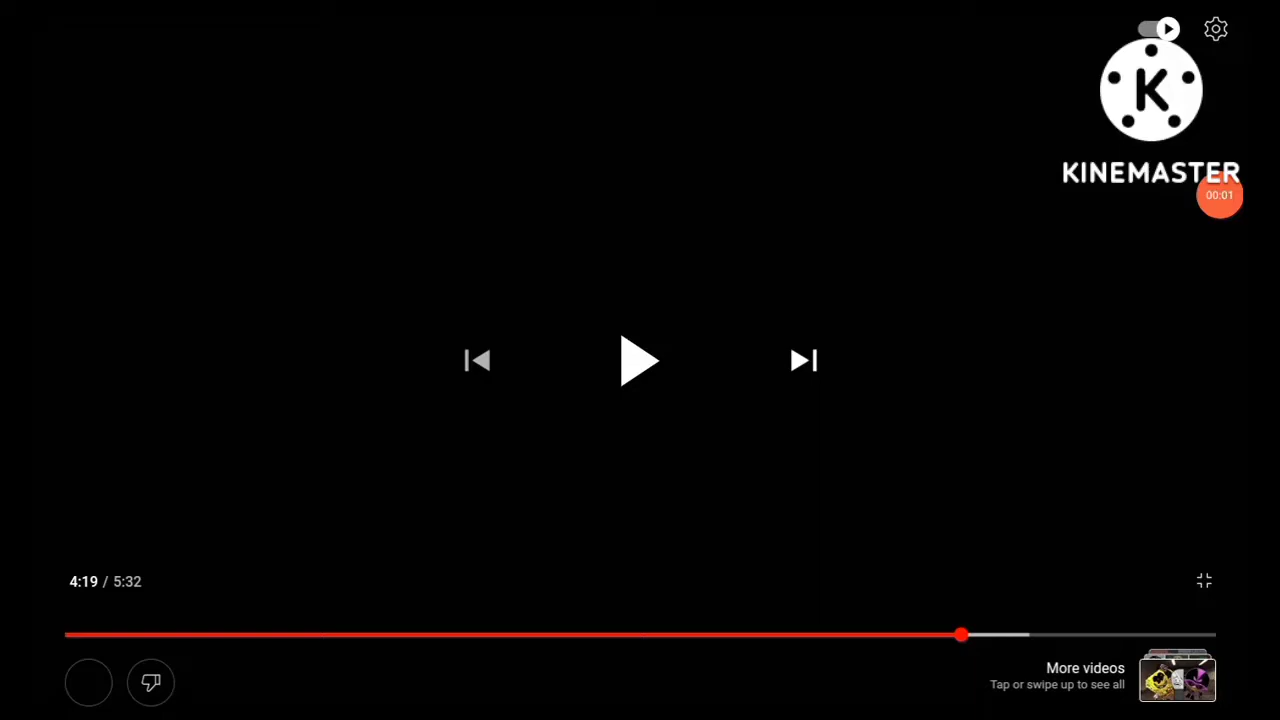 K
KINEMASTER
00:01
4:19 / 5:32
More videos
Tap or swipe up to see all